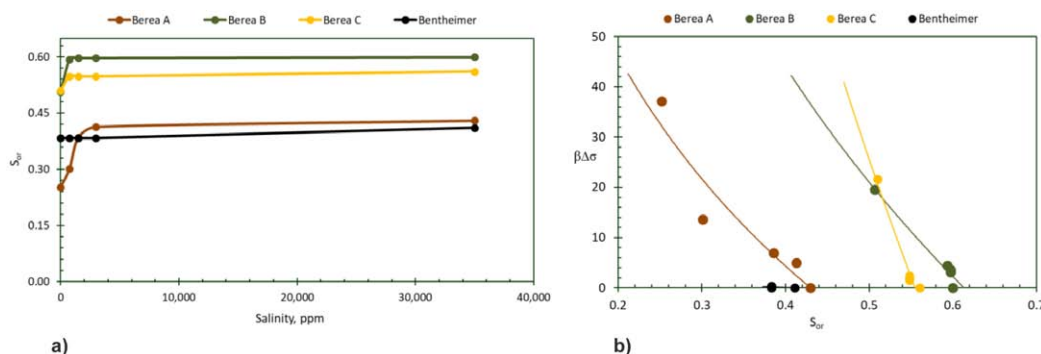 Berea A Berea B Berea C Bentheimer
0.60
0.45
0.30
0.15
0.00
Sor
0 10,000 20,000 30,000 40,000
Salinity, ppm
a)
Berea A Berea B Berea C Bentheimer
50
40
30
20
10
0
βΔσ
0.2 0.3 0.4 0.5 0.6 0.7
Sor
b)